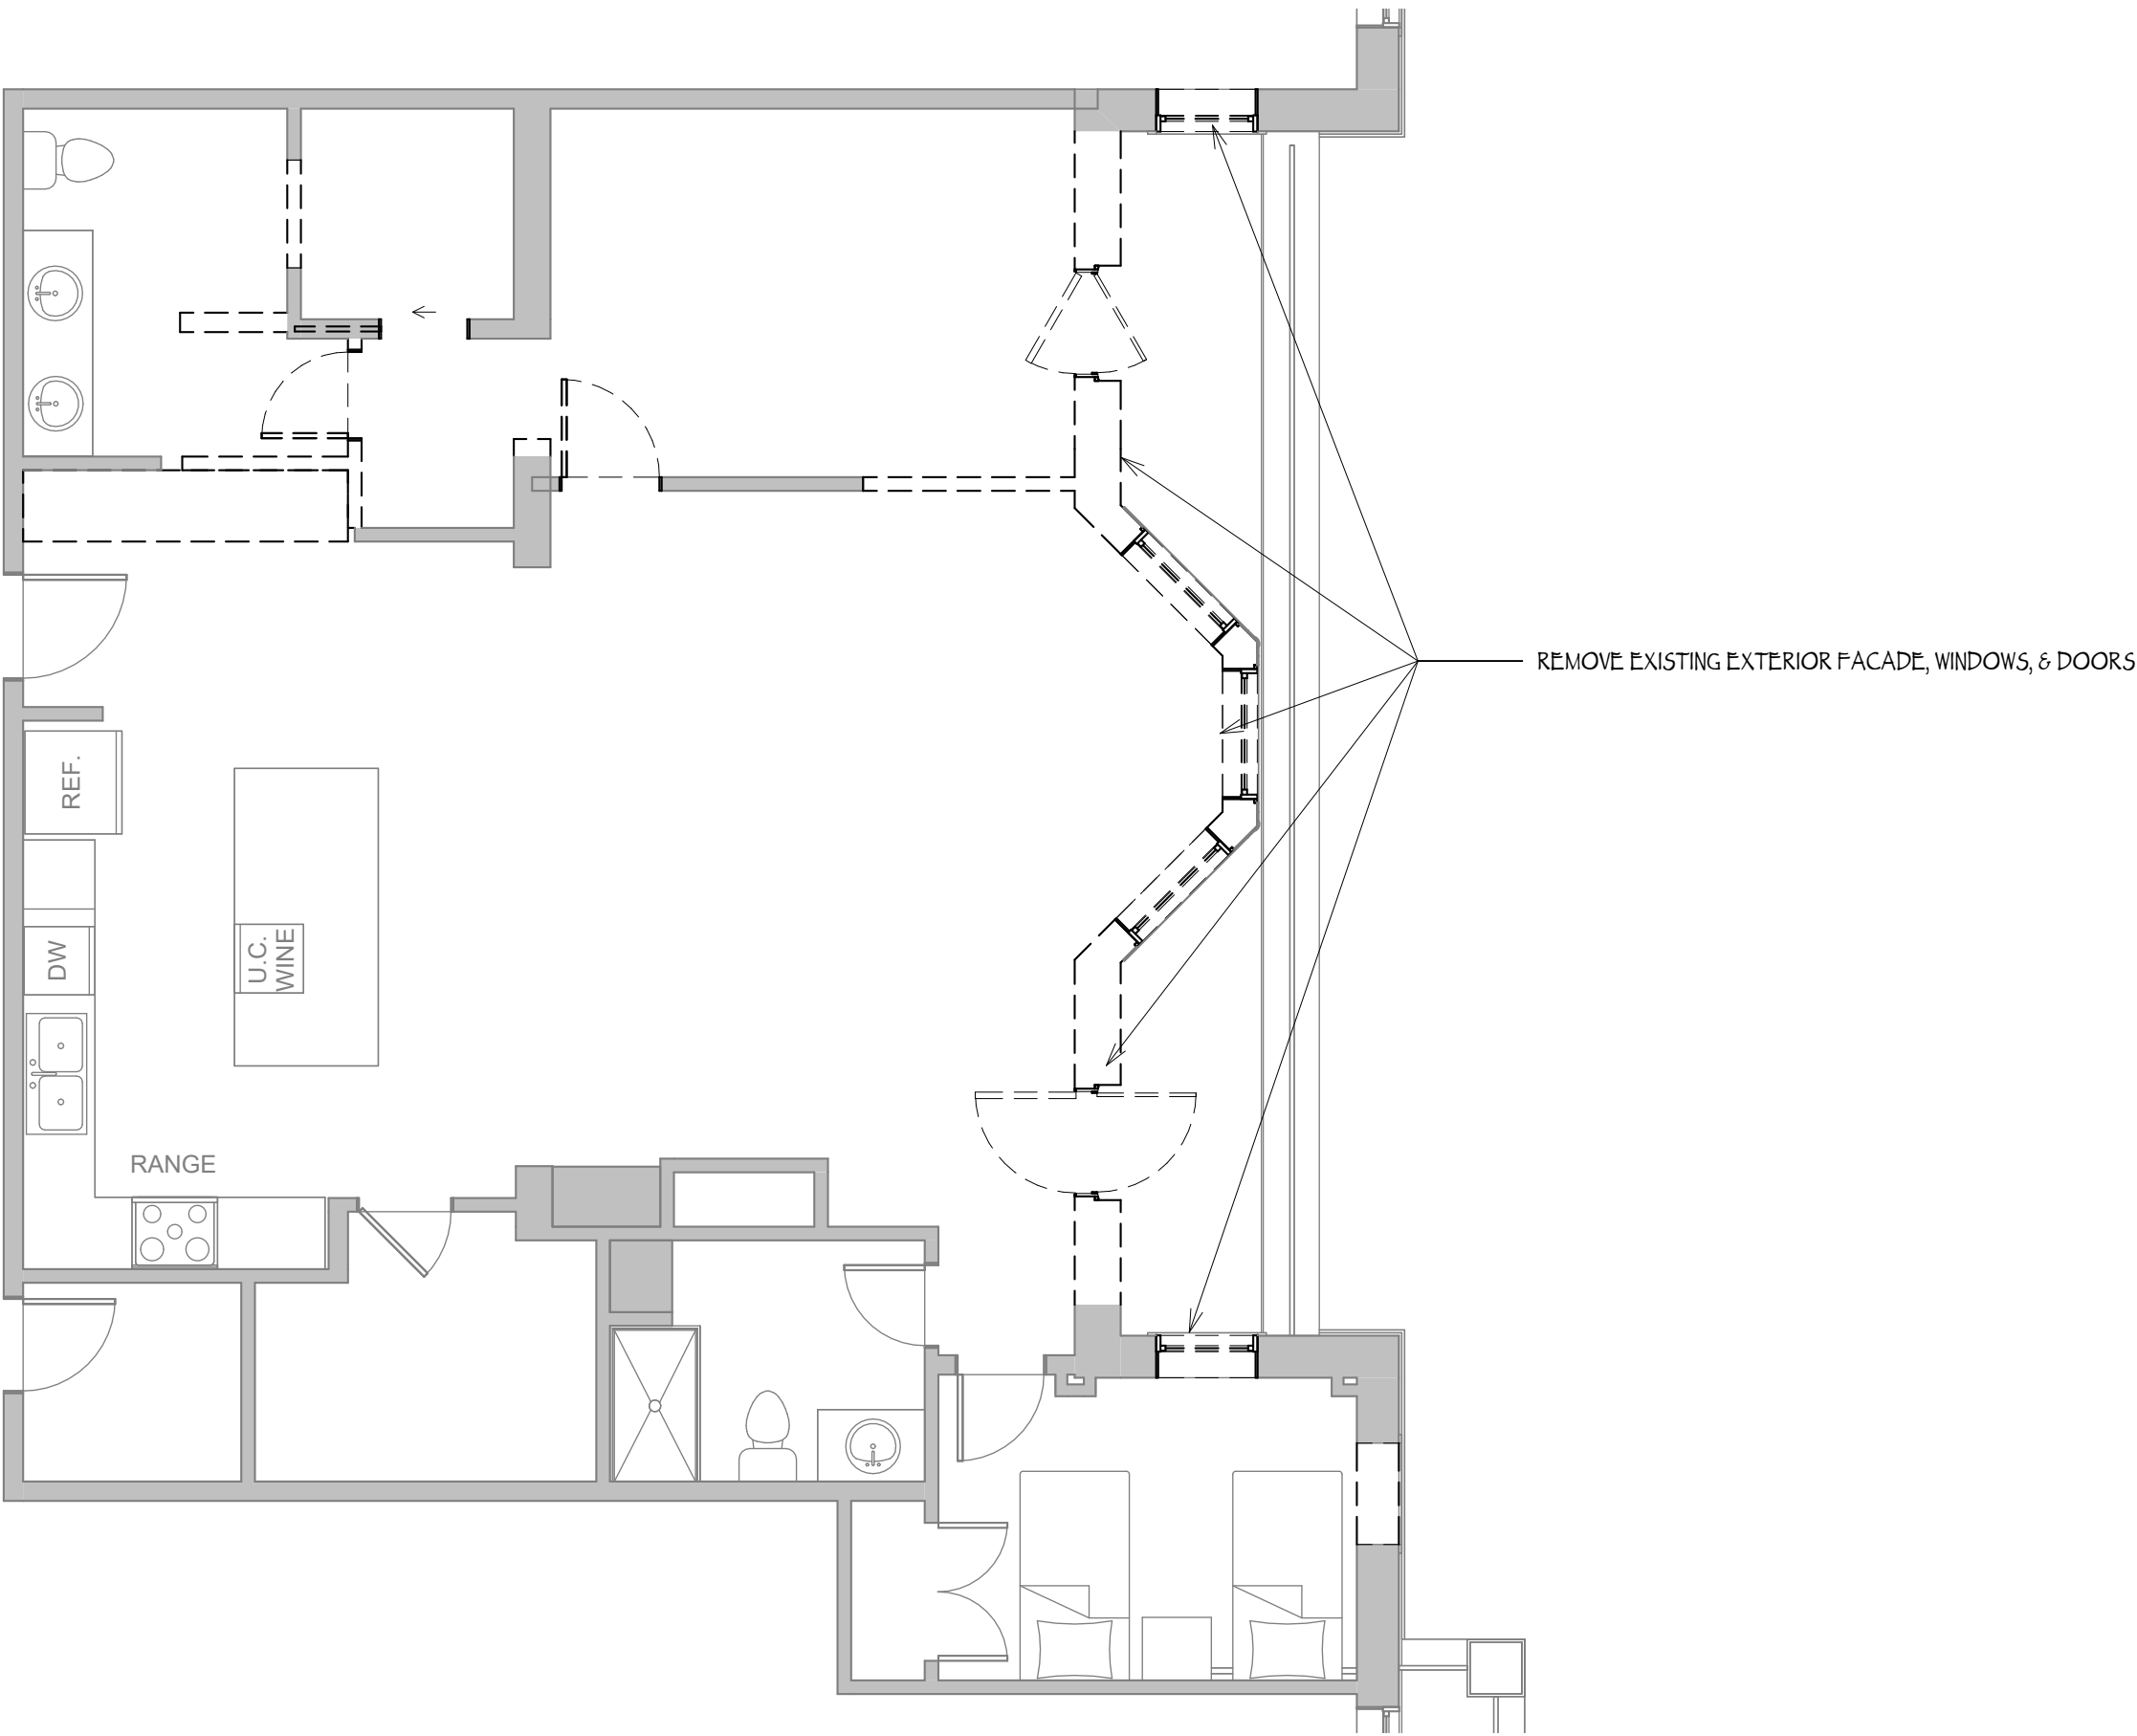 REMOVE EXISTING EXTERIOR FACADE, WINDOWS, & DOORS
REF.
DW
U.C.
WINE
RANGE